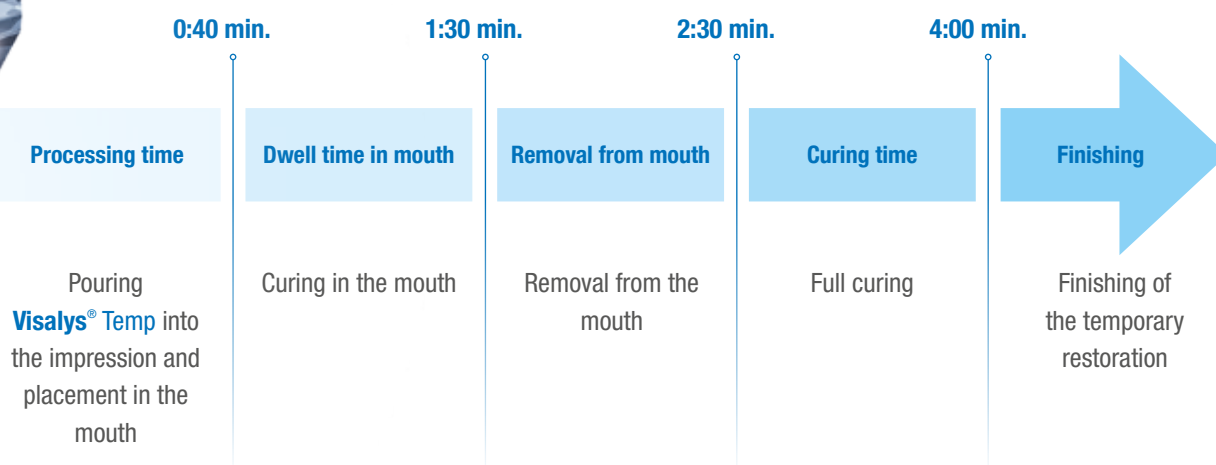 0:40 min.
1:30 min.
2:30 min.
4:00 min.
Processing time
Dwell time in mouth
Removal from mouth
Curing time
Finishing
Pouring
Visalys® Temp into
the impression and
placement in the
mouth
Curing in the mouth
Removal from the
mouth
Full curing
Finishing of
the temporary
restoration